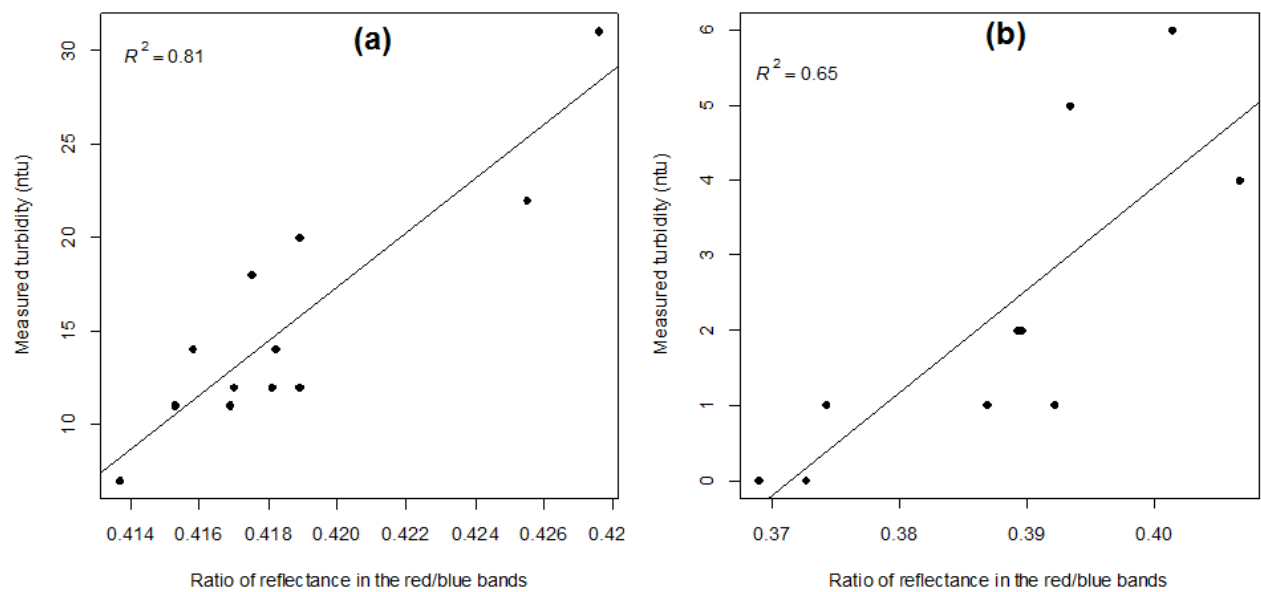 (a)
R² = 0.81
30
25
20
15
10
Measured turbidity (ntu)
0.414 0.416 0.418 0.420 0.422 0.424 0.426 0.42
Ratio of reflectance in the red/blue bands
(b)
R² = 0.65
6
5
4
3
2
1
0
Measured turbidity (ntu)
0.37 0.38 0.39 0.40
Ratio of reflectance in the red/blue bands